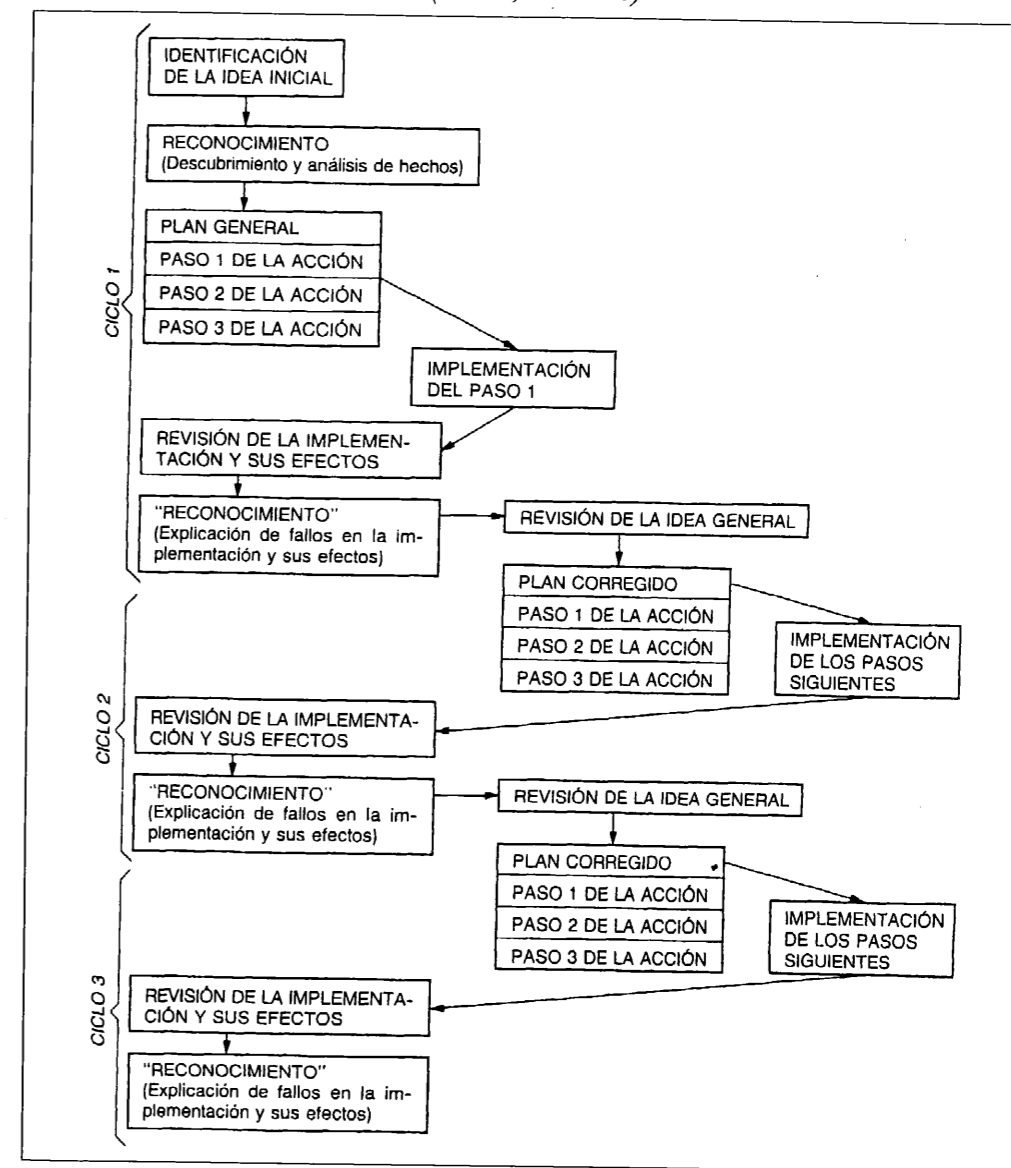 IDENTIFICACIÓN
DE LA IDEA INICIAL
RECONOCIMIENTO
(Descubrimiento y análisis de hechos)
PLAN GENERAL
PASO 1 DE LA ACCIÓN
PASO 2 DE LA ACCIÓN
PASO 3 DE LA ACCIÓN
CICLO 1
IMPLEMENTACIÓN
DEL PASO 1
REVISIÓN DE LA IMPLEMEN-
TACIÓN Y SUS EFECTOS
"RECONOCIMIENTO"
(Explicación de fallos en la im-
plementación y sus efectos)
REVISIÓN DE LA IDEA GENERAL
PLAN CORREGIDO
PASO 1 DE LA ACCIÓN
PASO 2 DE LA ACCIÓN
PASO 3 DE LA ACCIÓN
IMPLEMENTACIÓN
DE LOS PASOS
SIGUIENTES
CICLO 2
REVISIÓN DE LA IMPLEMENTA-
CIÓN Y SUS EFECTOS
"RECONOCIMIENTO"
(Explicación de fallos en la im-
plementación y sus efectos)
REVISIÓN DE LA IDEA GENERAL
PLAN CORREGIDO
PASO 1 DE LA ACCIÓN
PASO 2 DE LA ACCIÓN
PASO 3 DE LA ACCIÓN
IMPLEMENTACIÓN
DE LOS PASOS
SIGUIENTES
CICLO 3
REVISIÓN DE LA IMPLEMENTA-
CIÓN Y SUS EFECTOS
"RECONOCIMIENTO"
(Explicación de fallos en la im-
plementación y sus efectos)